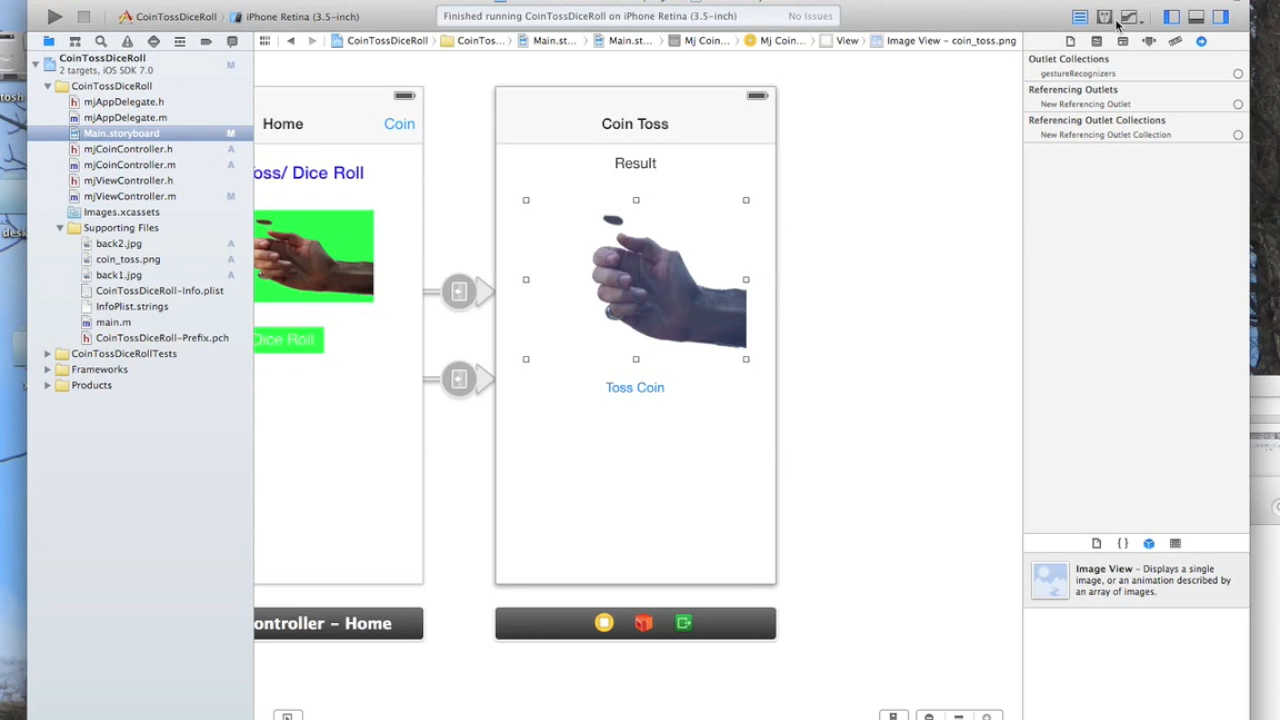 CoinTossDiceRoll
iPhone Retina (3.5-inch)
Finished running CoinTossDiceRoll on iPhone Retina (3.5-inch)
No Issues
CoinTossDiceRoll
CoinTos...
Main.st...
Main.st...
Mj Coin...
Mj Coin...
View
Image View - coin_toss.png
CoinTossDiceRoll
M
2 targets, iOS SDK 7.0
CoinTossDiceRoll
mjAppDelegate.h
mjAppDelegate.m
Main.storyboard
M
mjCoinController.h
A
mjCoinController.m
A
mjViewController.h
mjViewController.m
M
Images.xcassets
Supporting Files
back2.jpg
A
coin_toss.png
A
back1.jpg
A
CoinTossDiceRoll-Info.plist
InfoPlist.strings
main.m
CoinTossDiceRoll-Prefix.pch
CoinTossDiceRollTests
Frameworks
Products
Home
Coin
oss/ Dice Roll
Dice Roll
ontroller - Home
Coin Toss
Result
Toss Coin
Outlet Collections
gestureRecognizers
Referencing Outlets
New Referencing Outlet
Referencing Outlet Collections
New Referencing Outlet Collection
{ }
Image View - Displays a single
image, or an animation described by
an array of images.
tosh
desk